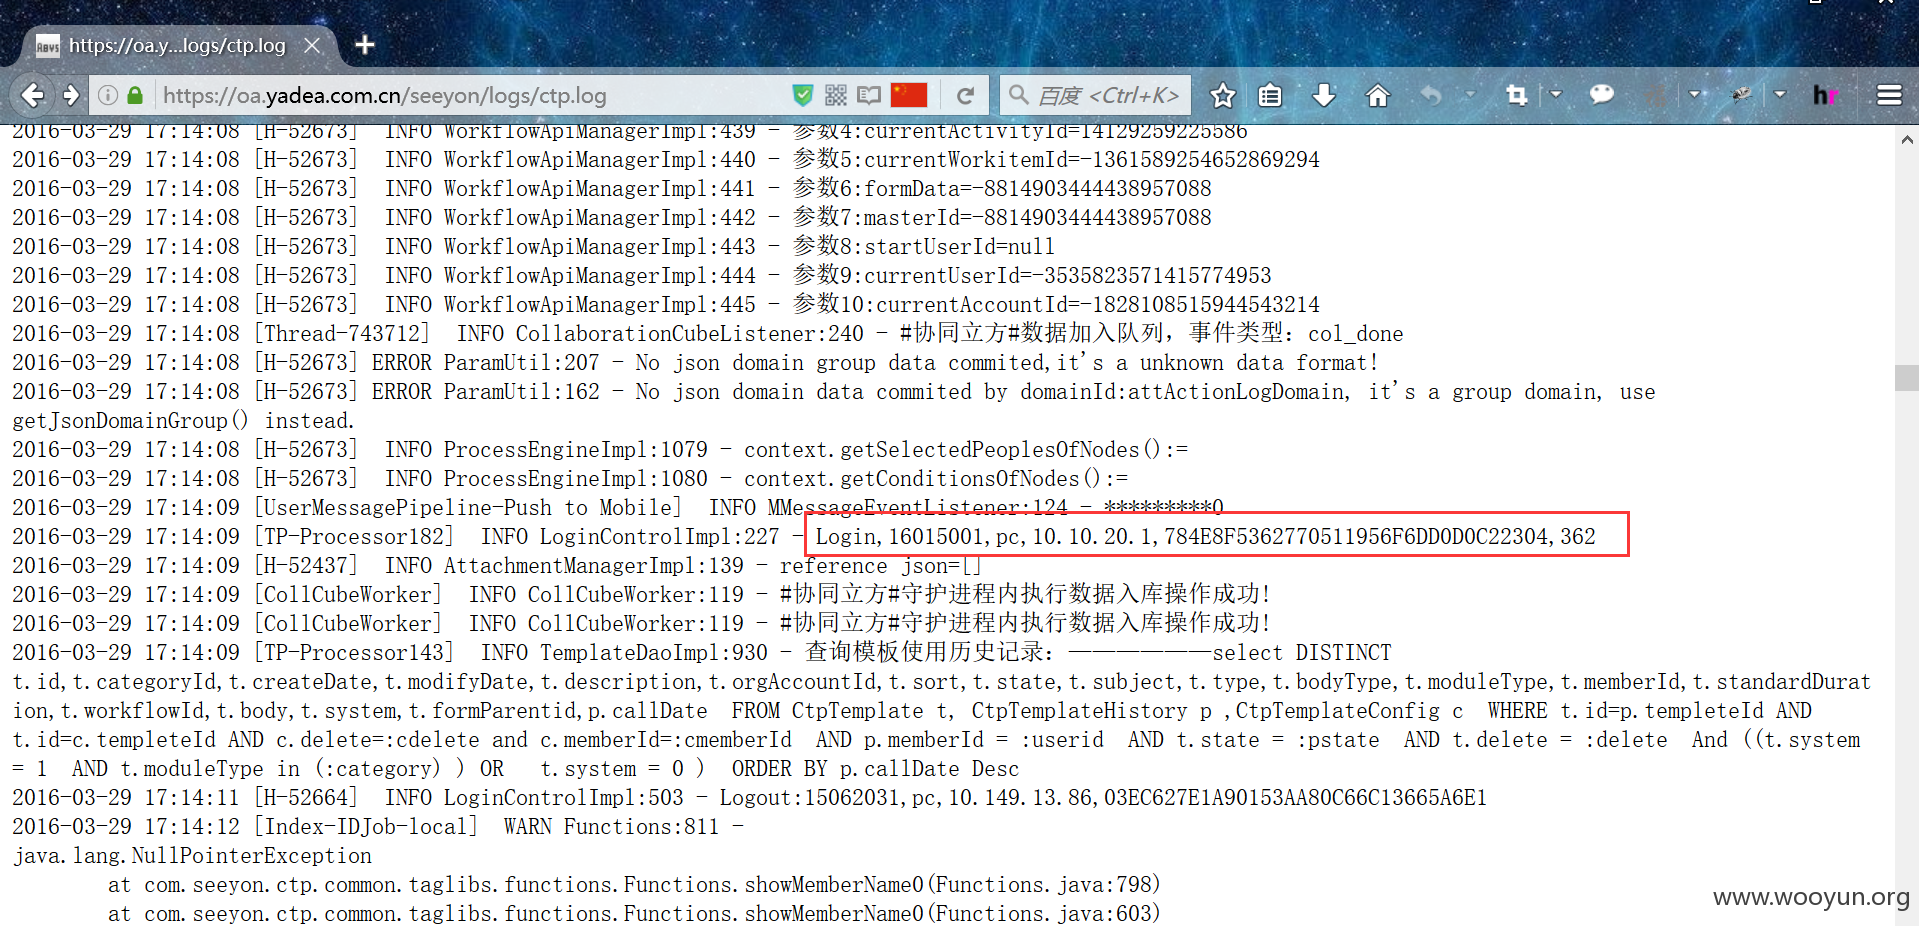 https://oa.y...logs/ctp.log
https://oa.yadea.com.cn/seeyon/logs/ctp.log
百度 <Ctrl+K>
hr
2016-03-29 17:14:08 [H-52673]  INFO WorkflowApiManagerImpl:439 - 参数4:currentActivityId=14129259225586
2016-03-29 17:14:08 [H-52673]  INFO WorkflowApiManagerImpl:440 - 参数5:currentWorkitemId=-1361589254652869294
2016-03-29 17:14:08 [H-52673]  INFO WorkflowApiManagerImpl:441 - 参数6:formData=-8814903444438957088
2016-03-29 17:14:08 [H-52673]  INFO WorkflowApiManagerImpl:442 - 参数7:masterId=-8814903444438957088
2016-03-29 17:14:08 [H-52673]  INFO WorkflowApiManagerImpl:443 - 参数8:startUserId=null
2016-03-29 17:14:08 [H-52673]  INFO WorkflowApiManagerImpl:444 - 参数9:currentUserId=-3535823571415774953
2016-03-29 17:14:08 [H-52673]  INFO WorkflowApiManagerImpl:445 - 参数10:currentAccountId=-1828108515944543214
2016-03-29 17:14:08 [Thread-743712]  INFO CollaborationCubeListener:240 - #协同立方#数据加入队列，事件类型：col_done
2016-03-29 17:14:08 [H-52673] ERROR ParamUtil:207 - No json domain group data commited,it's a unknown data format!
2016-03-29 17:14:08 [H-52673] ERROR ParamUtil:162 - No json domain data commited by domainId:attActionLogDomain, it's a group domain, use
getJsonDomainGroup() instead.
2016-03-29 17:14:08 [H-52673]  INFO ProcessEngineImpl:1079 - context.getSelectedPeoplesOfNodes():=
2016-03-29 17:14:08 [H-52673]  INFO ProcessEngineImpl:1080 - context.getConditionsOfNodes():=
2016-03-29 17:14:09 [UserMessagePipeline-Push to Mobile]  INFO MMessageEventListener:124 - *********0
2016-03-29 17:14:09 [TP-Processor182]  INFO LoginControlImpl:227 - Login,16015001,pc,10.10.20.1,784E8F5362770511956F6DD0D0C22304,362
2016-03-29 17:14:09 [H-52437]  INFO AttachmentManagerImpl:139 - reference json=[]
2016-03-29 17:14:09 [CollCubeWorker]  INFO CollCubeWorker:119 - #协同立方#守护进程内执行数据入库操作成功!
2016-03-29 17:14:09 [CollCubeWorker]  INFO CollCubeWorker:119 - #协同立方#守护进程内执行数据入库操作成功!
2016-03-29 17:14:09 [TP-Processor143]  INFO TemplateDaoImpl:930 - 查询模板使用历史记录：——————select DISTINCT
t.id,t.categoryId,t.createDate,t.modifyDate,t.description,t.orgAccountId,t.sort,t.state,t.subject,t.type,t.bodyType,t.moduleType,t.memberId,t.standardDurat
ion,t.workflowId,t.body,t.system,t.formParentid,p.callDate  FROM CtpTemplate t, CtpTemplateHistory p ,CtpTemplateConfig c  WHERE t.id=p.templeteId AND
t.id=c.templeteId AND c.delete=:cdelete and c.memberId=:cmemberId  AND p.memberId = :userid  AND t.state = :pstate  AND t.delete = :delete  And ((t.system
= 1  AND t.moduleType in (:category) ) OR   t.system = 0 )  ORDER BY p.callDate Desc
2016-03-29 17:14:11 [H-52664]  INFO LoginControlImpl:503 - Logout:15062031,pc,10.149.13.86,03EC627E1A90153AA80C66C13665A6E1
2016-03-29 17:14:12 [Index-IDJob-local]  WARN Functions:811 -
java.lang.NullPointerException
at com.seeyon.ctp.common.taglibs.functions.Functions.showMemberName0(Functions.java:798)
at com.seeyon.ctp.common.taglibs.functions.Functions.showMemberName0(Functions.java:603)
www.wooyun.org